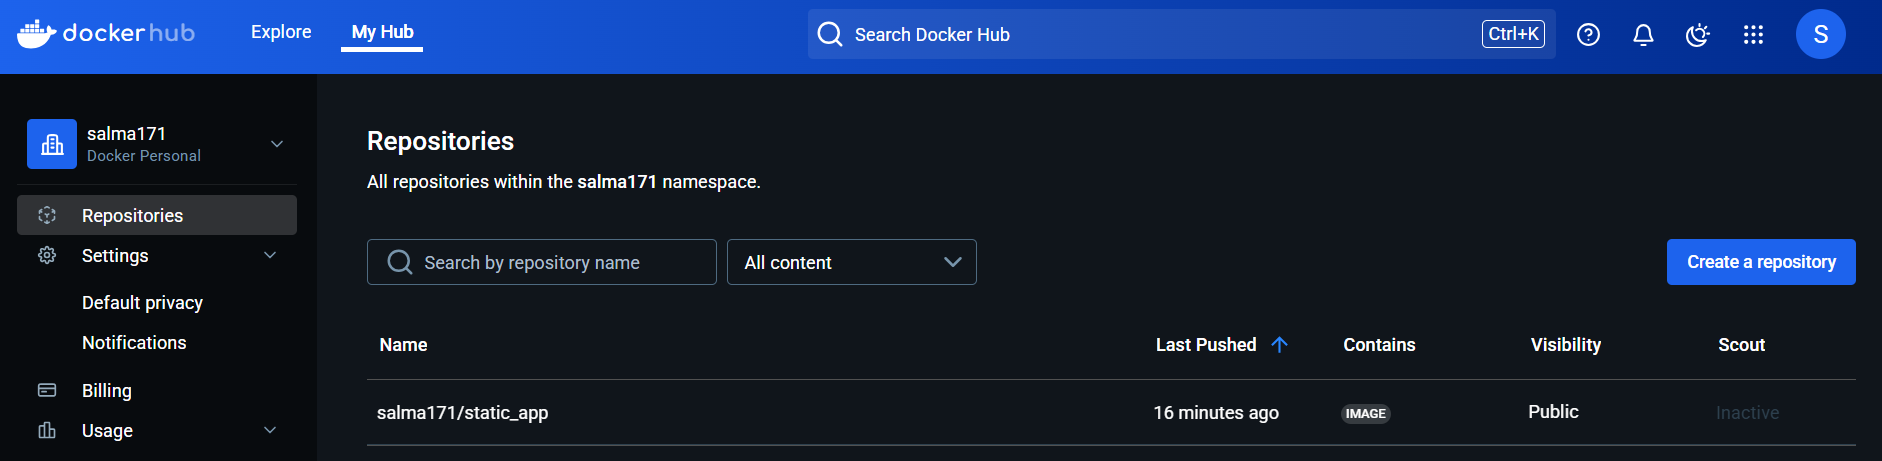 dockerhub
Explore
My Hub
Search Docker Hub
Ctrl+K
S
salma171
Docker Personal
Repositories
Settings
Default privacy
Notifications
Billing
Usage
Repositories
All repositories within the salma171 namespace.
Search by repository name
All content
Create a repository
Name Last Pushed Contains Visibility Scout
salma171/static_app 16 minutes ago IMAGE Public Inactive